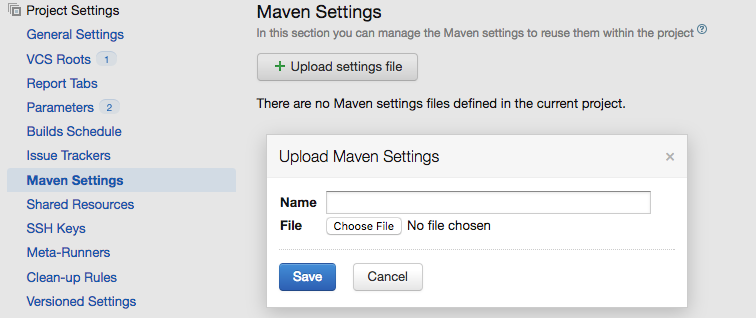 Project Settings
General Settings
VCS Roots 1
Report Tabs
Parameters 2
Builds Schedule
Issue Trackers
Maven Settings
Shared Resources
SSH Keys
Meta-Runners
Clean-up Rules
Versioned Settings
Maven Settings
In this section you can manage the Maven settings to reuse them within the project ?
+ Upload settings file
There are no Maven settings files defined in the current project.
Upload Maven Settings ×
Name
File Choose File No file chosen
Save Cancel